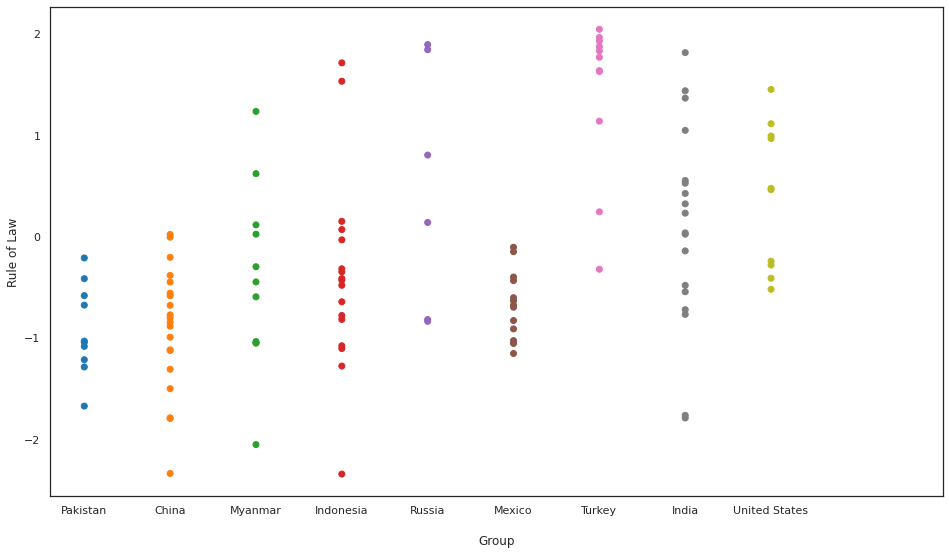 2
1
0
−1
−2
Rule of Law
Pakistan China Myanmar Indonesia Russia Mexico Turkey India United States
Group